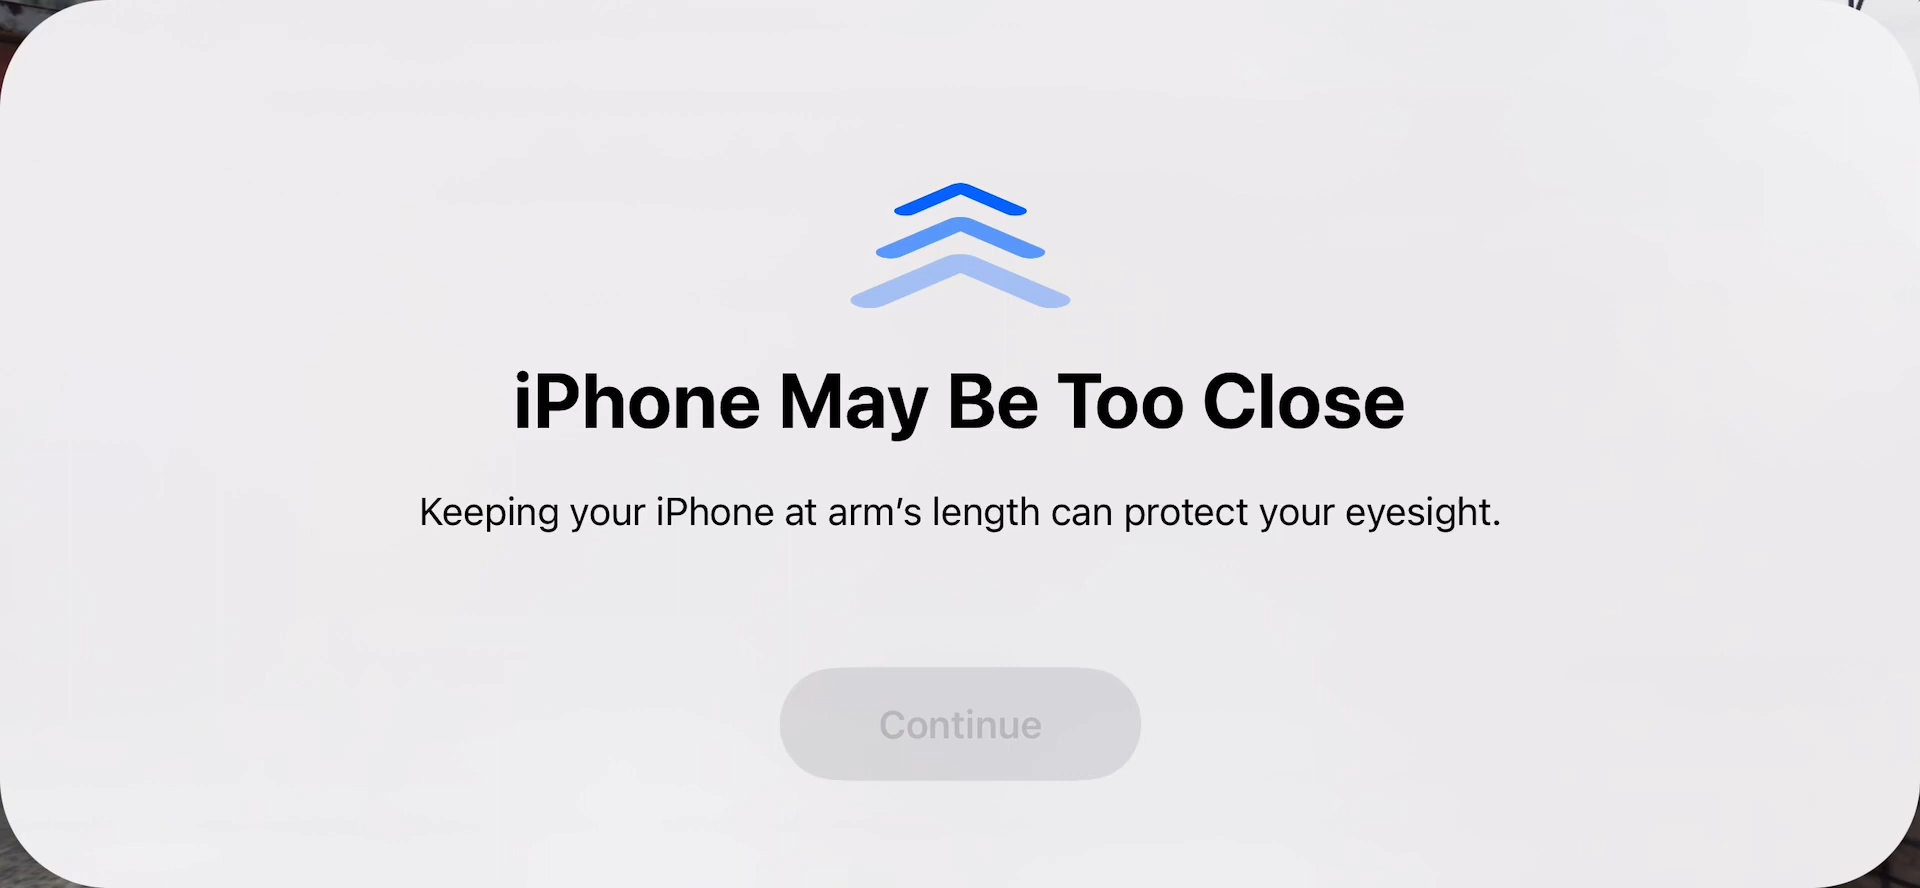 iPhone May Be Too Close
Keeping your iPhone at arm’s length can protect your eyesight.
Continue